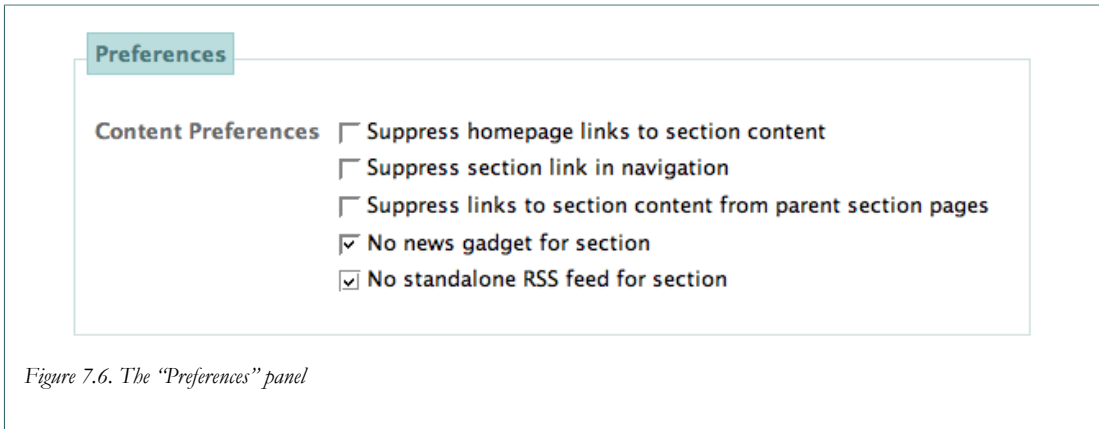 Preferences
Content Preferences Suppress homepage links to section content
Suppress section link in navigation
Suppress links to section content from parent section pages
No news gadget for section
No standalone RSS feed for section
Figure 7.6. The “Preferences” panel